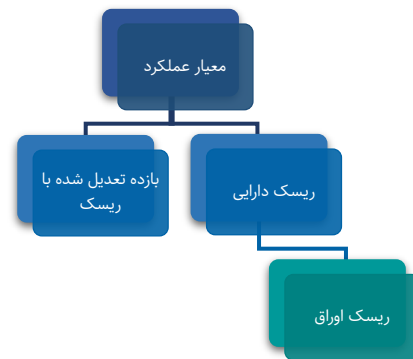 معیار عملکرد
ریسک دارایی
بازده تعدیل شده با
ریسک
ریسک اوراق